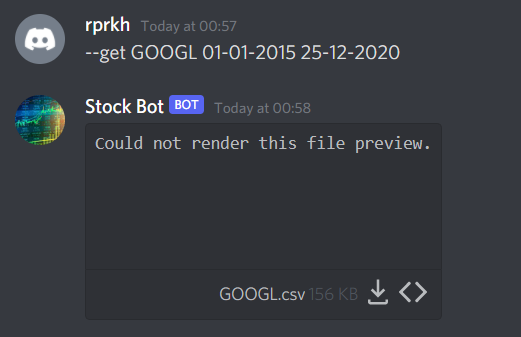 rprkh Today at 00:57
--get GOOGL 01-01-2015 25-12-2020
Stock Bot BOT Today at 00:58
Could not render this file preview.
GOOGL.csv 156 KB